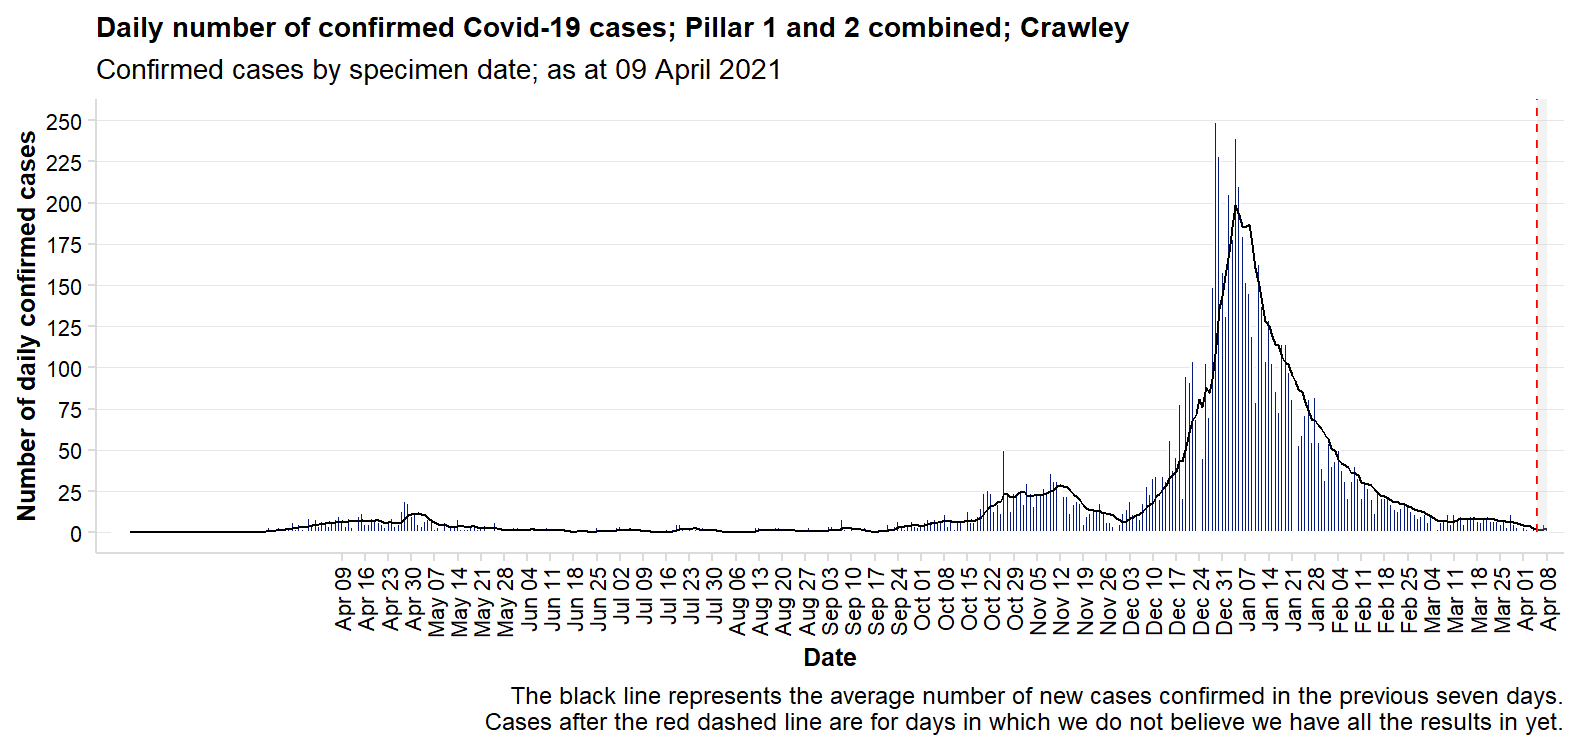 Daily number of confirmed Covid-19 cases; Pillar 1 and 2 combined; Crawley
Confirmed cases by specimen date; as at 09 April 2021
Number of daily confirmed cases
250
225
200
175
150
125
100
75
50
25
0
Apr 09
Apr 16
Apr 23
Apr 30
May 07
May 14
May 21
May 28
Jun 04
Jun 11
Jun 18
Jun 25
Jul 02
Jul 09
Jul 16
Jul 23
Jul 30
Aug 06
Aug 13
Aug 20
Aug 27
Sep 03
Sep 10
Sep 17
Sep 24
Oct 01
Oct 08
Oct 15
Oct 22
Oct 29
Nov 05
Nov 12
Nov 19
Nov 26
Dec 03
Dec 10
Dec 17
Dec 24
Dec 31
Jan 07
Jan 14
Jan 21
Jan 28
Feb 04
Feb 11
Feb 18
Feb 25
Mar 04
Mar 11
Mar 18
Mar 25
Apr 01
Apr 08
Date
The black line represents the average number of new cases confirmed in the previous seven days.
Cases after the red dashed line are for days in which we do not believe we have all the results in yet.